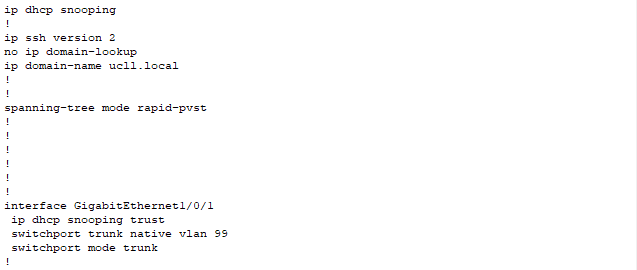 ip dhcp snooping
!
ip ssh version 2
no ip domain-lookup
ip domain-name ucll.local
!
!
spanning-tree mode rapid-pvst
!
!
!
!
!
!
interface GigabitEthernet1/0/1
 ip dhcp snooping trust
 switchport trunk native vlan 99
 switchport mode trunk
!